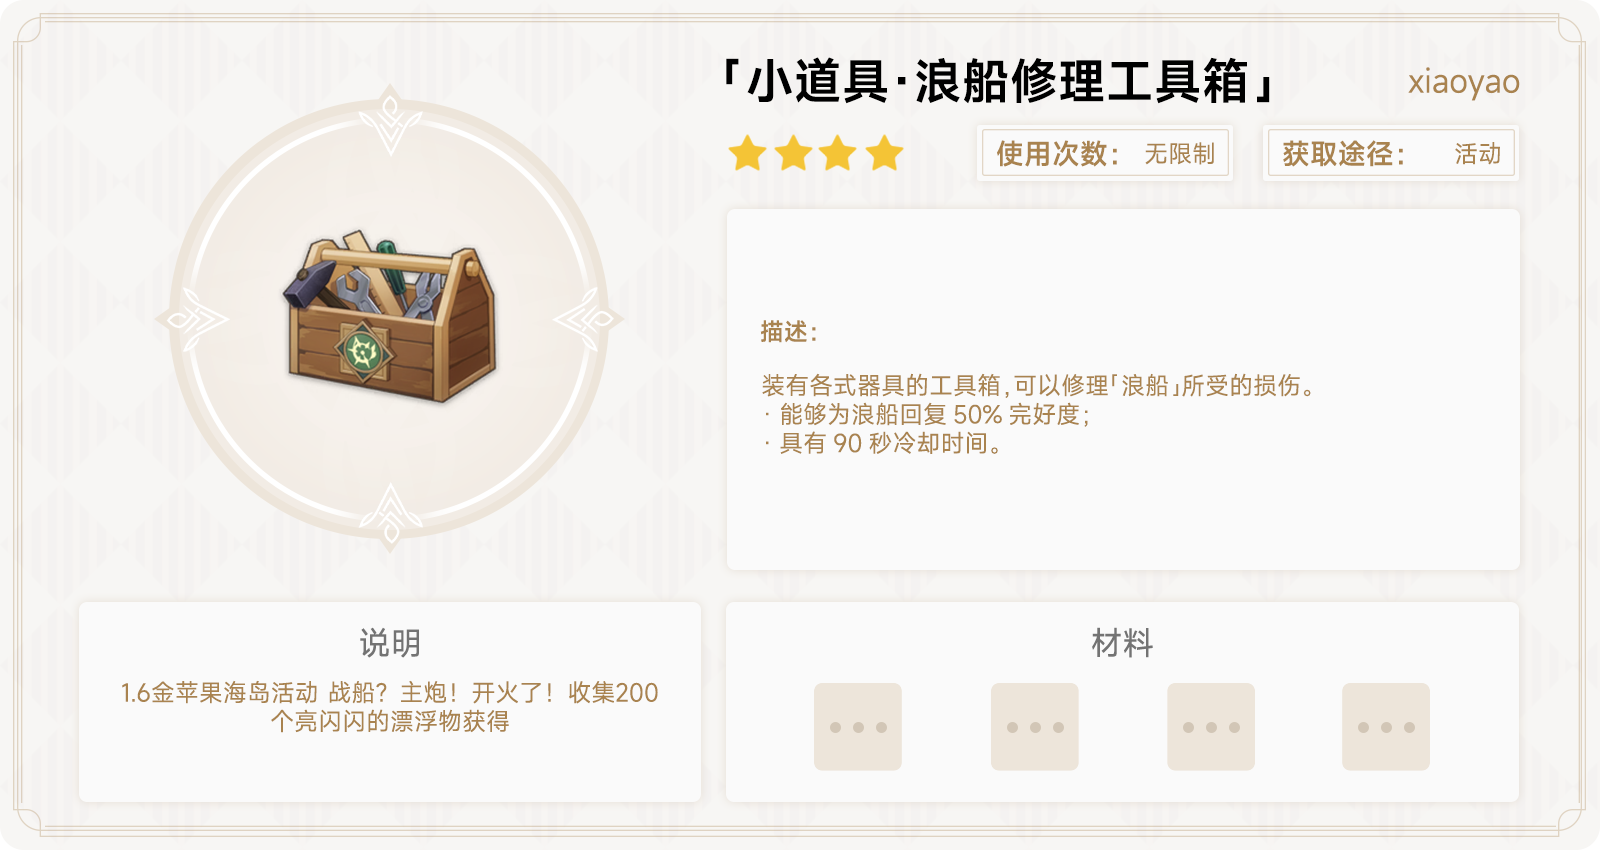 「小道具·浪船修理工具箱」
xiaoyao
使用次数： 无限制
获取途径： 活动
描述：
装有各式器具的工具箱，可以修理「浪船」所受的损伤。
· 能够为浪船回复 50% 完好度；
· 具有 90 秒冷却时间。
说明
1.6金苹果海岛活动 战船？主炮！开火了！收集200
个亮闪闪的漂浮物获得
材料